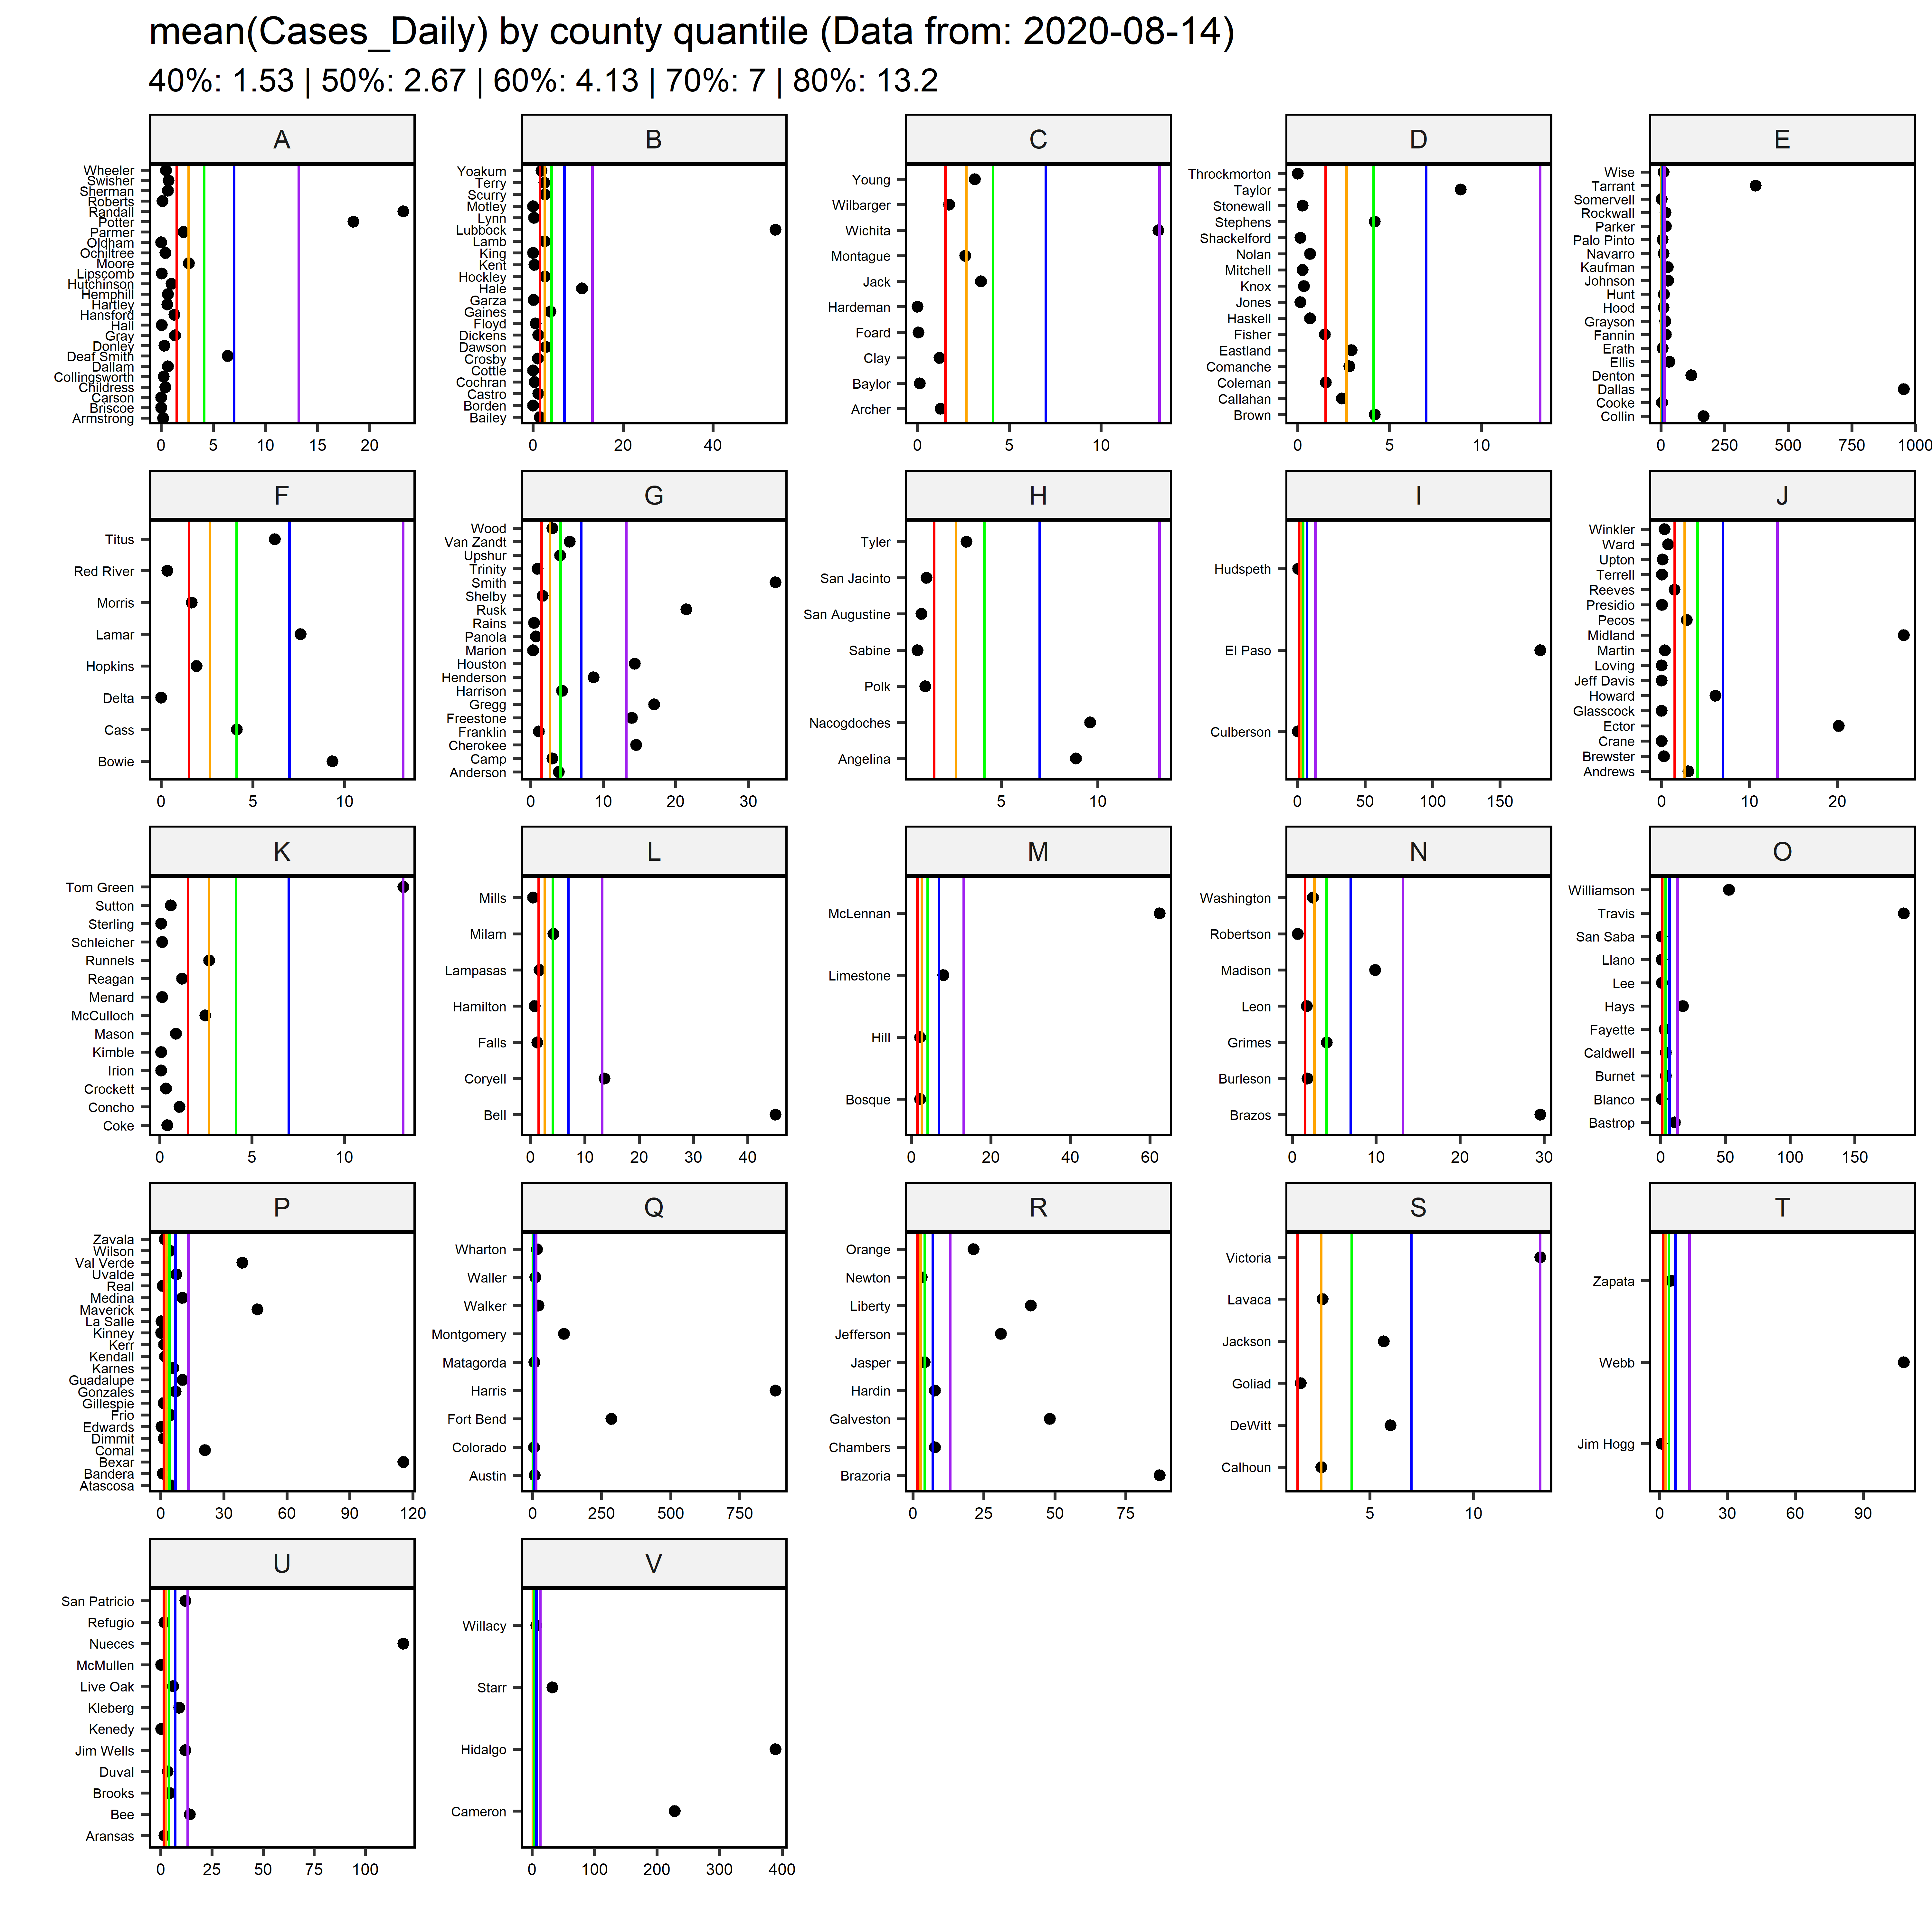 mean(Cases_Daily) by county quantile (Data from: 2020-08-14)
40%: 1.53 | 50%: 2.67 | 60%: 4.13 | 70%: 7 | 80%: 13.2
A
Wheeler
Swisher
Sherman
Roberts
Randall
Potter
Parmer
Oldham
Ochiltree
Moore
Lipscomb
Hutchinson
Hemphill
Hartley
Hansford
Hall
Gray
Donley
Deaf Smith
Dallam
Collingsworth
Childress
Carson
Briscoe
Armstrong
0 5 10 15 20
B
Yoakum
Terry
Scurry
Motley
Lynn
Lubbock
Lamb
King
Kent
Hockley
Hale
Garza
Gaines
Floyd
Dickens
Dawson
Crosby
Cottle
Cochran
Castro
Borden
Bailey
0 20 40
C
Young
Wilbarger
Wichita
Montague
Jack
Hardeman
Foard
Clay
Baylor
Archer
0 5 10
D
Throckmorton
Taylor
Stonewall
Stephens
Shackelford
Nolan
Mitchell
Knox
Jones
Haskell
Fisher
Eastland
Comanche
Coleman
Callahan
Brown
0 5 10
E
Wise
Tarrant
Somervell
Rockwall
Parker
Palo Pinto
Navarro
Kaufman
Johnson
Hunt
Hood
Grayson
Fannin
Erath
Ellis
Denton
Dallas
Cooke
Collin
0 250 500 750 1000
F
Titus
Red River
Morris
Lamar
Hopkins
Delta
Cass
Bowie
0 5 10
G
Wood
Van Zandt
Upshur
Trinity
Smith
Shelby
Rusk
Rains
Panola
Marion
Houston
Henderson
Harrison
Gregg
Freestone
Franklin
Cherokee
Camp
Anderson
0 10 20 30
H
Tyler
San Jacinto
San Augustine
Sabine
Polk
Nacogdoches
Angelina
5 10
I
Hudspeth
El Paso
Culberson
0 50 100 150
J
Winkler
Ward
Upton
Terrell
Reeves
Presidio
Pecos
Midland
Martin
Loving
Jeff Davis
Howard
Glasscock
Ector
Crane
Brewster
Andrews
0 10 20
K
Tom Green
Sutton
Sterling
Schleicher
Runnels
Reagan
Menard
McCulloch
Mason
Kimble
Irion
Crockett
Concho
Coke
0 5 10
L
Mills
Milam
Lampasas
Hamilton
Falls
Coryell
Bell
0 10 20 30 40
M
McLennan
Limestone
Hill
Bosque
0 20 40 60
N
Washington
Robertson
Madison
Leon
Grimes
Burleson
Brazos
0 10 20 30
O
Williamson
Travis
San Saba
Llano
Lee
Hays
Fayette
Caldwell
Burnet
Blanco
Bastrop
0 50 100 150
P
Zavala
Wilson
Val Verde
Uvalde
Real
Medina
Maverick
La Salle
Kinney
Kerr
Kendall
Karnes
Guadalupe
Gonzales
Gillespie
Frio
Edwards
Dimmit
Comal
Bexar
Bandera
Atascosa
0 30 60 90 120
Q
Wharton
Waller
Walker
Montgomery
Matagorda
Harris
Fort Bend
Colorado
Austin
0 250 500 750
R
Orange
Newton
Liberty
Jefferson
Jasper
Hardin
Galveston
Chambers
Brazoria
0 25 50 75
S
Victoria
Lavaca
Jackson
Goliad
DeWitt
Calhoun
5 10
T
Zapata
Webb
Jim Hogg
0 30 60 90
U
San Patricio
Refugio
Nueces
McMullen
Live Oak
Kleberg
Kenedy
Jim Wells
Duval
Brooks
Bee
Aransas
0 25 50 75 100
V
Willacy
Starr
Hidalgo
Cameron
0 100 200 300 400